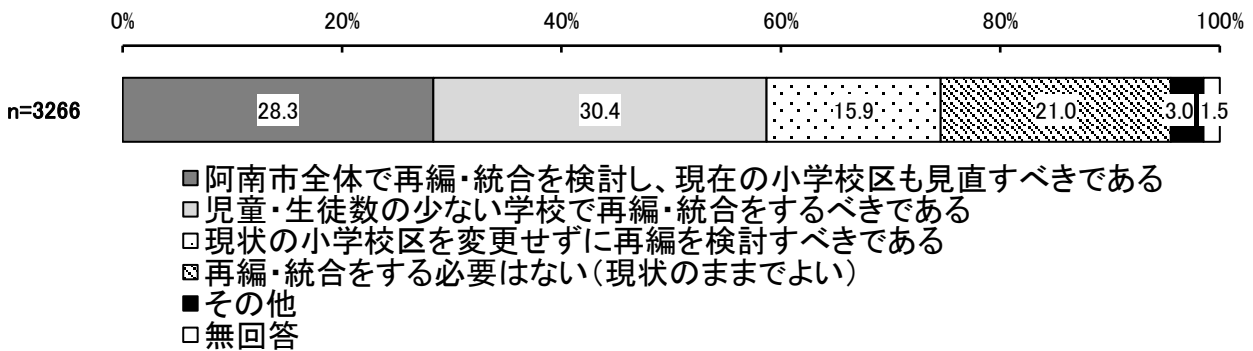 0% 20% 40% 60% 80% 100%
n=3266 28.3 30.4 15.9 21.0 3.0 1.5
阿南市全体で再編・統合を検討し、現在の小学校区も見直すべきである
児童・生徒数の少ない学校で再編・統合をするべきである
現状の小学校区を変更せずに再編を検討すべきである
再編・統合をする必要はない(現状のままでよい)
その他
無回答